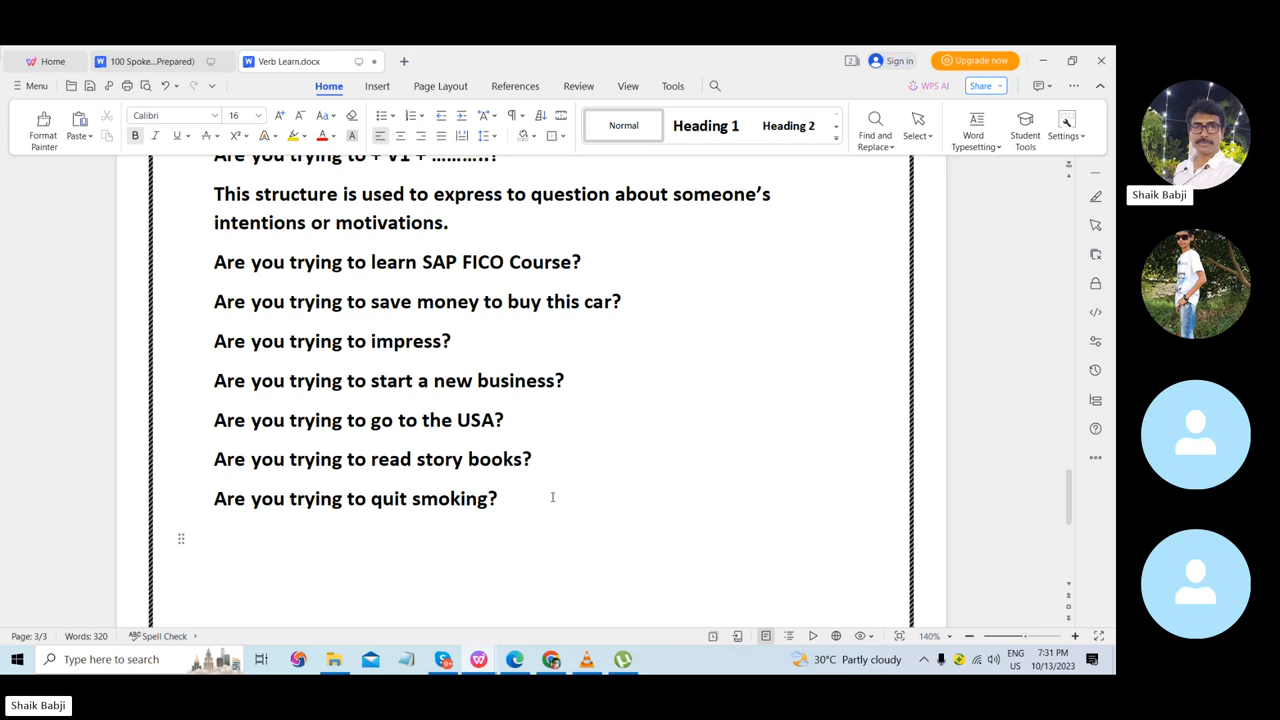 Home
100 Spoke...Prepared)
Verb Learn.docx
Sign in
Upgrade now
Menu
Home
Insert
Page Layout
References
Review
View
Tools
WPS AI
Share
Format Painter
Paste
Calibri
16
Normal
Heading 1
Heading 2
Find and Replace
Select
Word Typesetting
Student Tools
Settings
Are you trying to + V1 + ...........?
This structure is used to express to question about someone's
intentions or motivations.
Are you trying to learn SAP FICO Course?
Are you trying to save money to buy this car?
Are you trying to impress?
Are you trying to start a new business?
Are you trying to go to the USA?
Are you trying to read story books?
Are you trying to quit smoking?
Page: 3/3
Words: 320
Spell Check
140%
Type here to search
30°C Partly cloudy
ENG
US
7:31 PM
10/13/2023
Shaik Babji
Shaik Babji